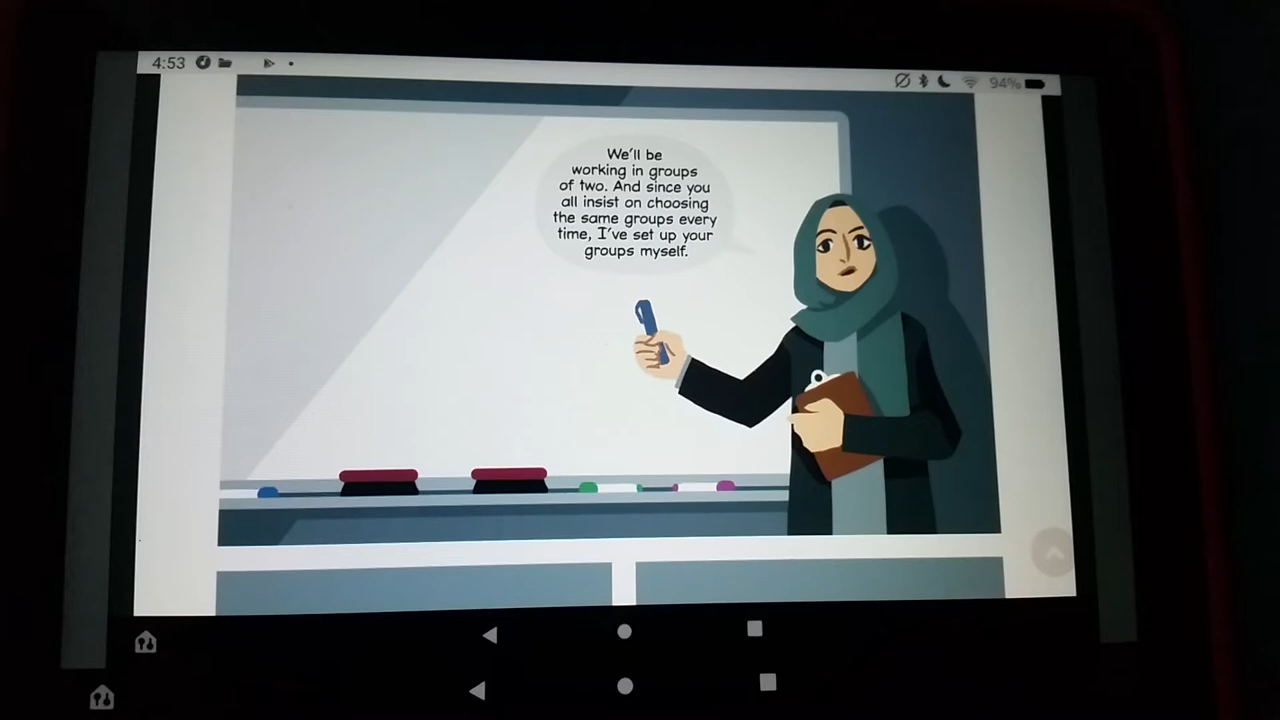 4:53
94%
We'll be
working in groups
of two. And since you
all insist on choosing
the same groups every
time, I've set up your
groups myself.